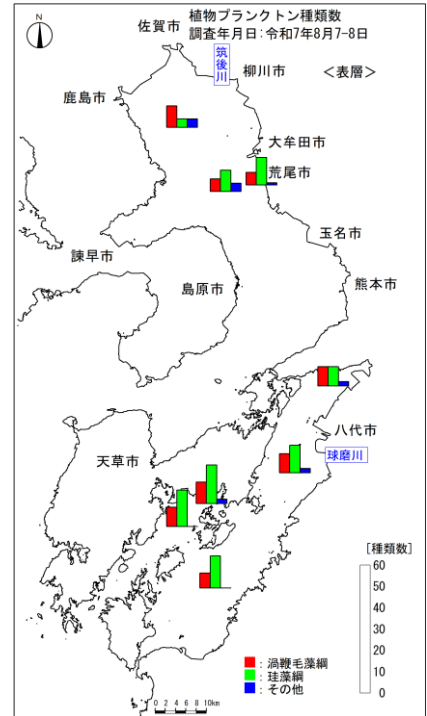 植物プランクトン種類数
調査年月日:令和7年8月7-8日
佐賀市
筑後川
柳川市
<表層>
鹿島市
大牟田市
荒尾市
玉名市
諫早市
島原市
熊本市
八代市
天草市
球磨川
[種類数]
60
50
40
30
20
10
0
:渦鞭毛藻綱
:珪藻綱
:その他
0 2 4 6 8 10km